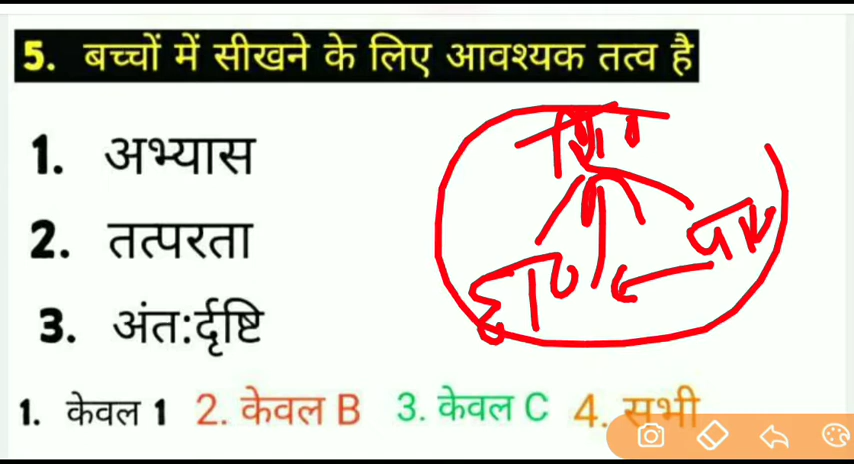 5. बच्चों में सीखने के लिए आवश्यक तत्व है
1. अभ्यास
2. तत्परता
3. अंत:र्दृष्टि
1. केवल 1 2. केवल B 3. केवल C 4. सभी